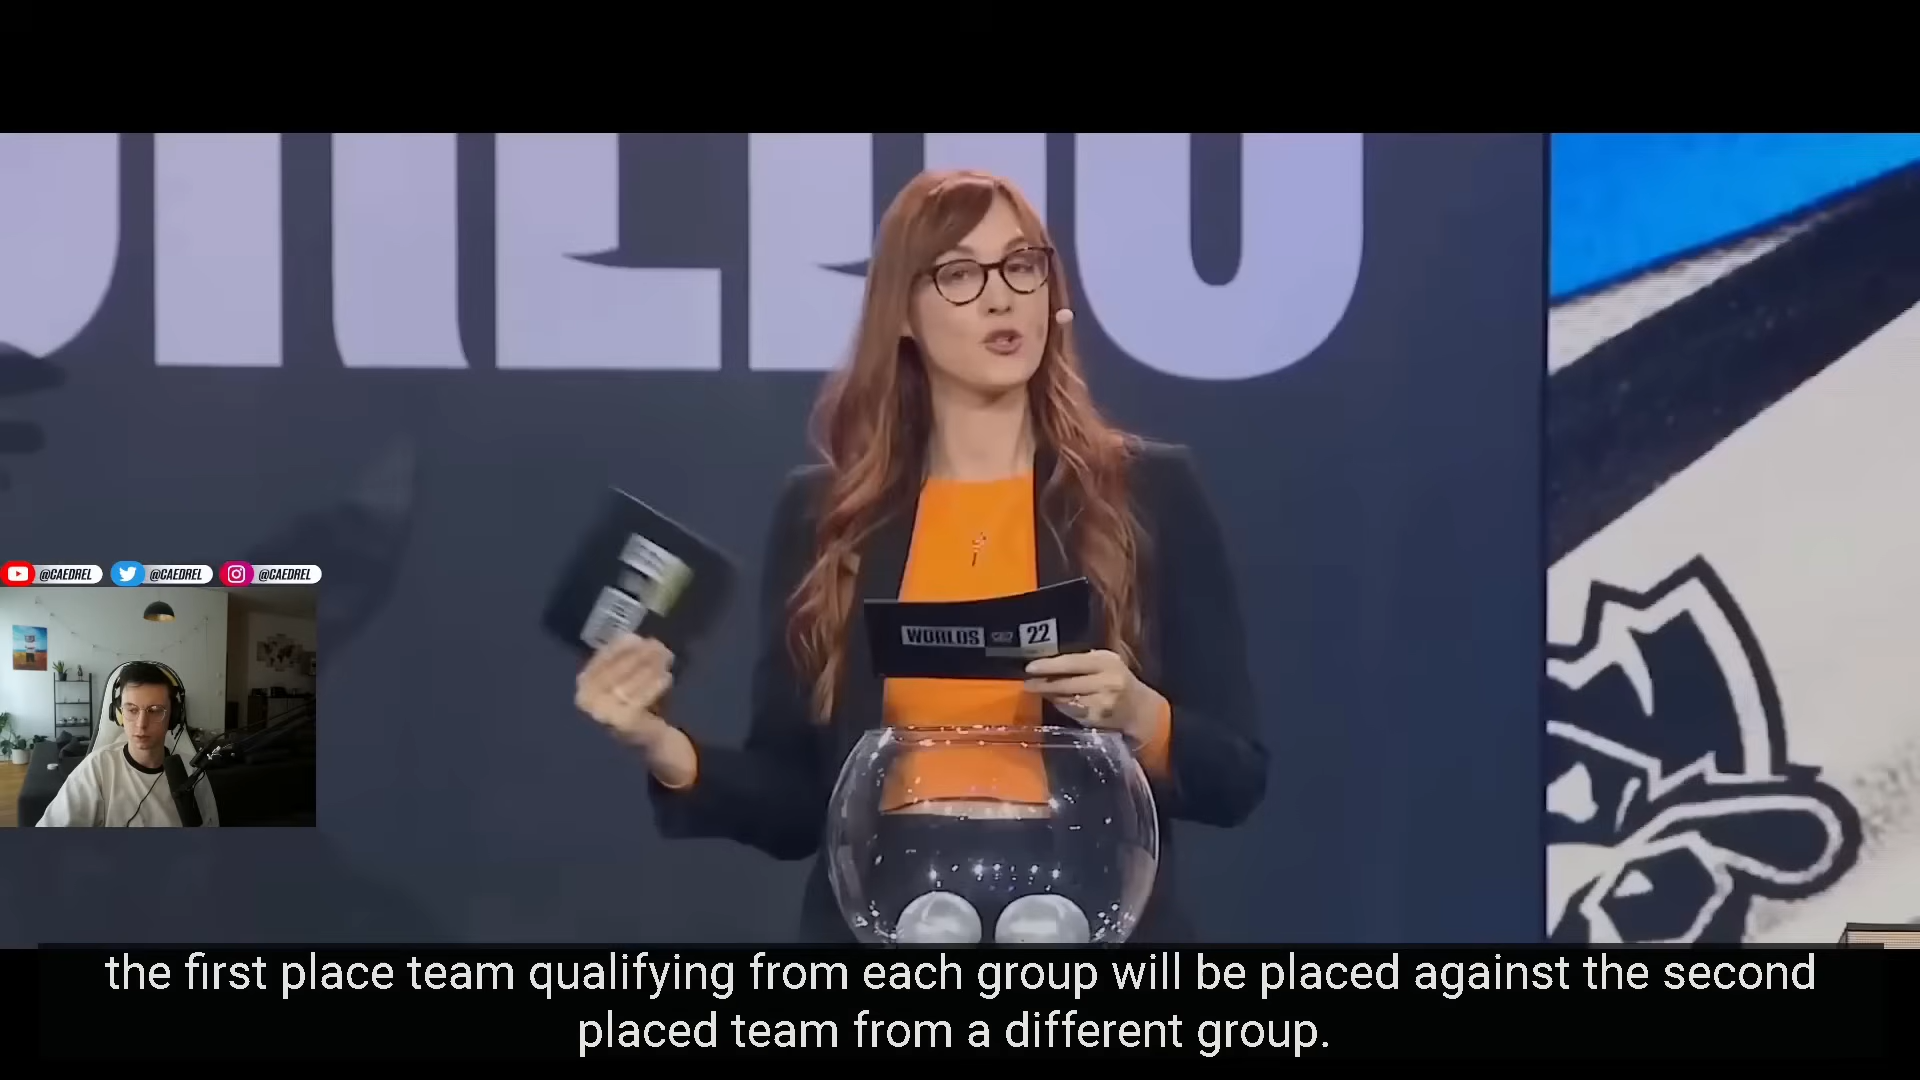 @CAEDREL @CAEDREL @CAEDREL
WORLDS 22
the first place team qualifying from each group will be placed against the second
placed team from a different group.